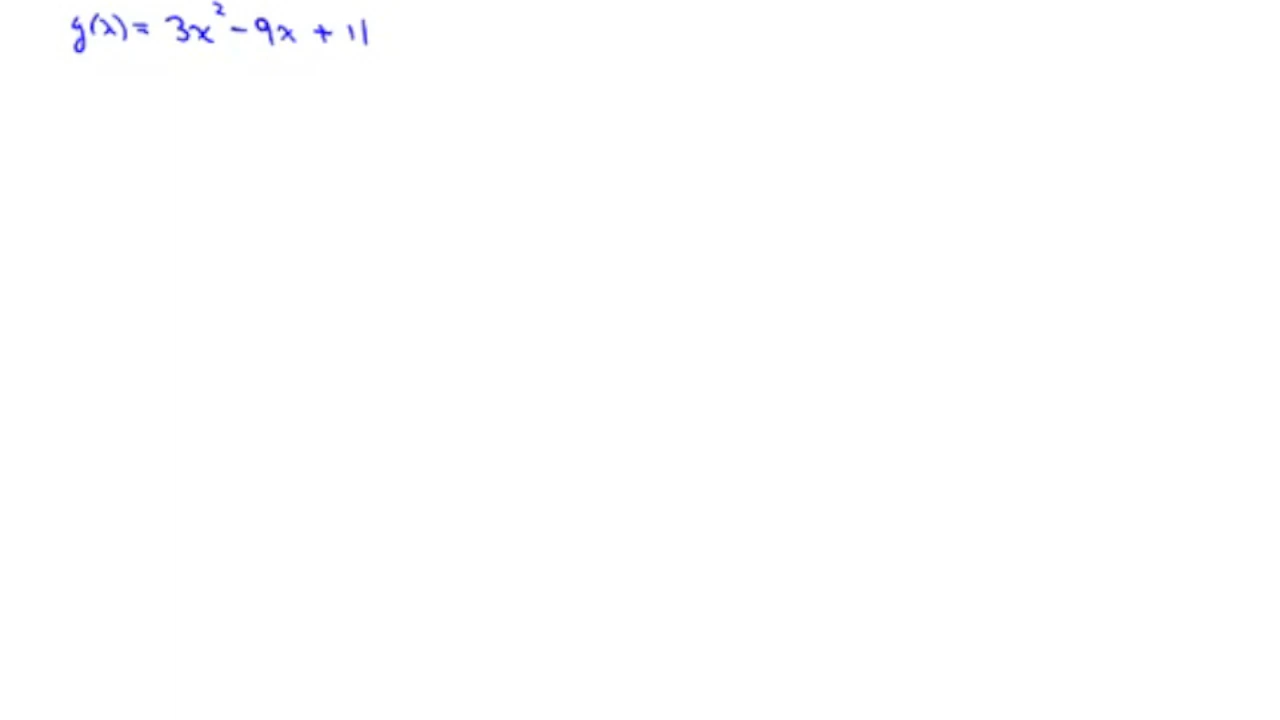 g(x) = 3x² - 9x + 11